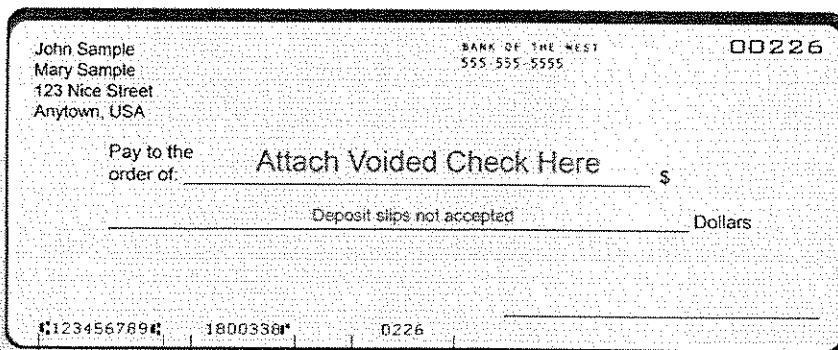 John Sample
Mary Sample
123 Nice Street
Anytown, USA
BANK OF THE WEST
555 555-5555
00226
Pay to the
order of:
Attach Voided Check Here
$
Deposit slips not accepted
Dollars
⑆123456789⑆ 1800338⑈ 0226